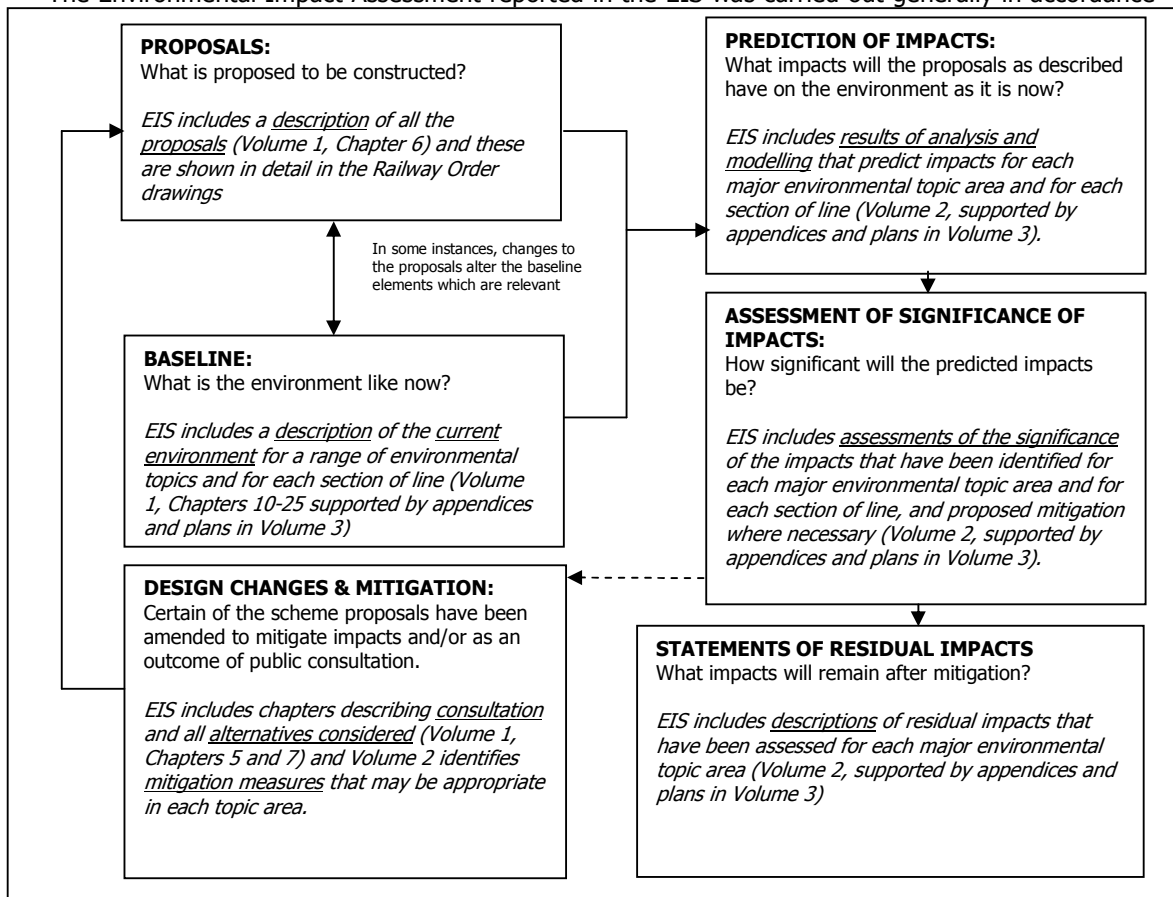 The Environmental Impact Assessment reported in the EIS was carried out generally in accordance
PROPOSALS:
What is proposed to be constructed?
EIS includes a description of all the
proposals (Volume 1, Chapter 6) and these
are shown in detail in the Railway Order
drawings
In some instances, changes to
the proposals alter the baseline
elements which are relevant
BASELINE:
What is the environment like now?
EIS includes a description of the current
environment for a range of environmental
topics and for each section of line (Volume
1, Chapters 10-25 supported by appendices
and plans in Volume 3)
DESIGN CHANGES & MITIGATION:
Certain of the scheme proposals have been
amended to mitigate impacts and/or as an
outcome of public consultation.
EIS includes chapters describing consultation
and all alternatives considered (Volume 1,
Chapters 5 and 7) and Volume 2 identifies
mitigation measures that may be appropriate
in each topic area.
PREDICTION OF IMPACTS:
What impacts will the proposals as described
have on the environment as it is now?
EIS includes results of analysis and
modelling that predict impacts for each
major environmental topic area and for each
section of line (Volume 2, supported by
appendices and plans in Volume 3).
ASSESSMENT OF SIGNIFICANCE OF
IMPACTS:
How significant will the predicted impacts
be?
EIS includes assessments of the significance
of the impacts that have been identified for
each major environmental topic area and for
each section of line, and proposed mitigation
where necessary (Volume 2, supported by
appendices and plans in Volume 3).
STATEMENTS OF RESIDUAL IMPACTS
What impacts will remain after mitigation?
EIS includes descriptions of residual impacts that
have been assessed for each major environmental
topic area (Volume 2, supported by appendices and
plans in Volume 3)